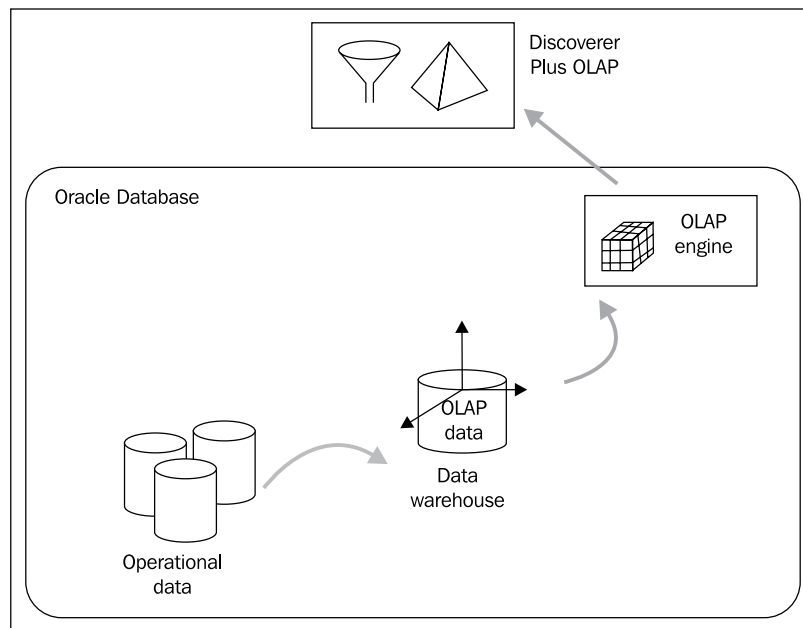 Discoverer
Plus OLAP
Oracle Database
OLAP
engine
OLAP
data
Data
warehouse
Operational
data